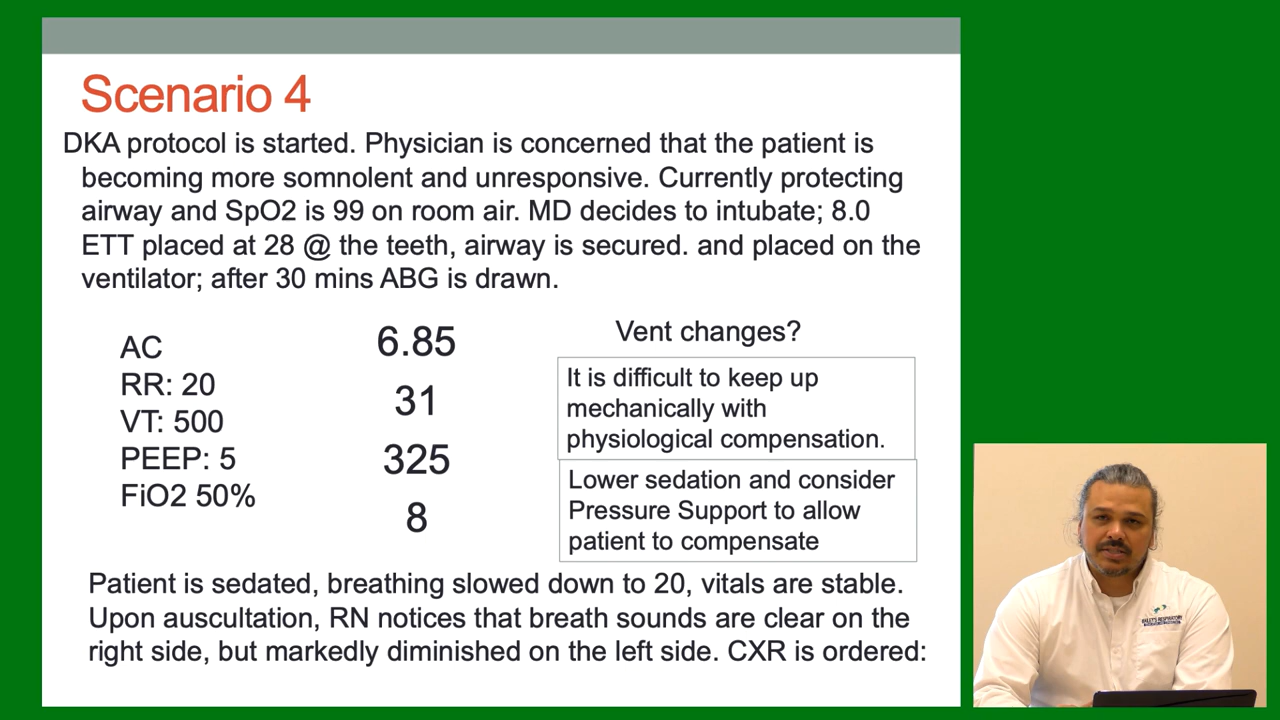 Scenario 4
DKA protocol is started. Physician is concerned that the patient is
becoming more somnolent and unresponsive. Currently protecting
airway and SpO2 is 99 on room air. MD decides to intubate; 8.0
ETT placed at 28 @ the teeth, airway is secured. and placed on the
ventilator; after 30 mins ABG is drawn.
AC
RR: 20
VT: 500
PEEP: 5
FiO2 50%
6.85
31
325
8
Vent changes?
It is difficult to keep up
mechanically with
physiological compensation.
Lower sedation and consider
Pressure Support to allow
patient to compensate
Patient is sedated, breathing slowed down to 20, vitals are stable.
Upon auscultation, RN notices that breath sounds are clear on the
right side, but markedly diminished on the left side. CXR is ordered: